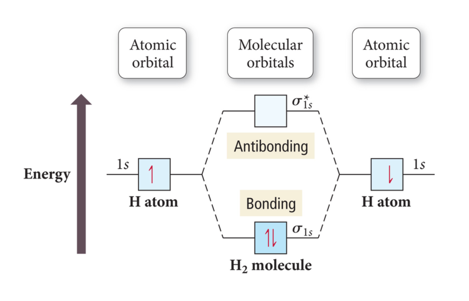 Atomic
orbital
Molecular
orbitals
Atomic
orbital
σ*1s
Antibonding
Energy
1s
↿
H atom
⇃
1s
H atom
Bonding
↿⇂
σ1s
H2 molecule